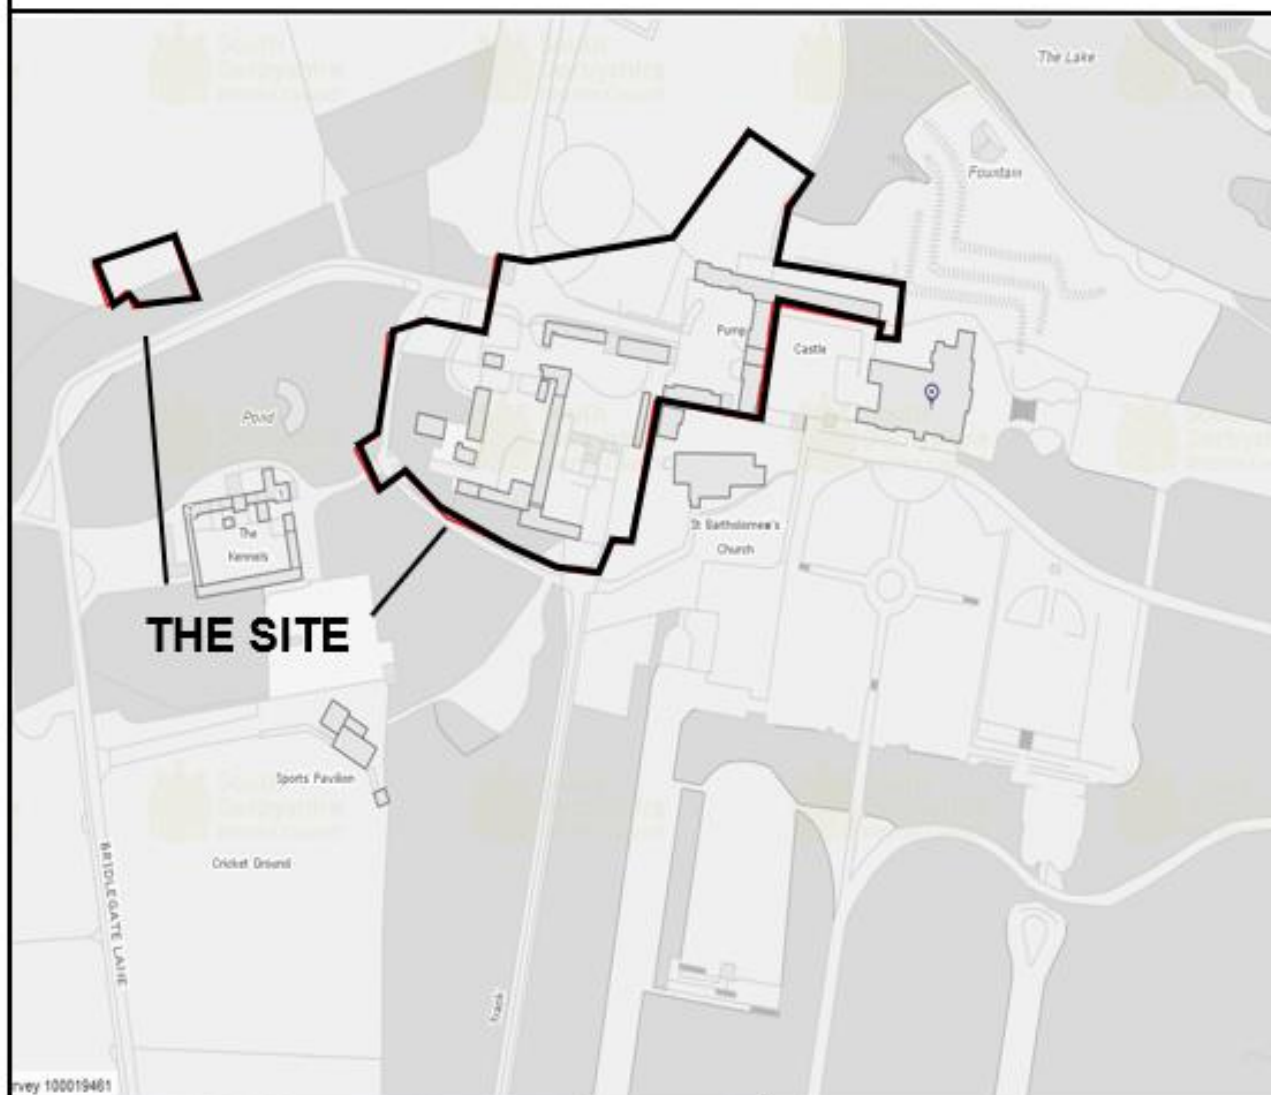 The Lake
Fountain
Pump
Castle
Pond
The
Kennels
St Bartholomew's
Church
THE SITE
Sports Pavilion
Cricket Ground
BRIDLEGATE LANE
Track
rvey 100019461